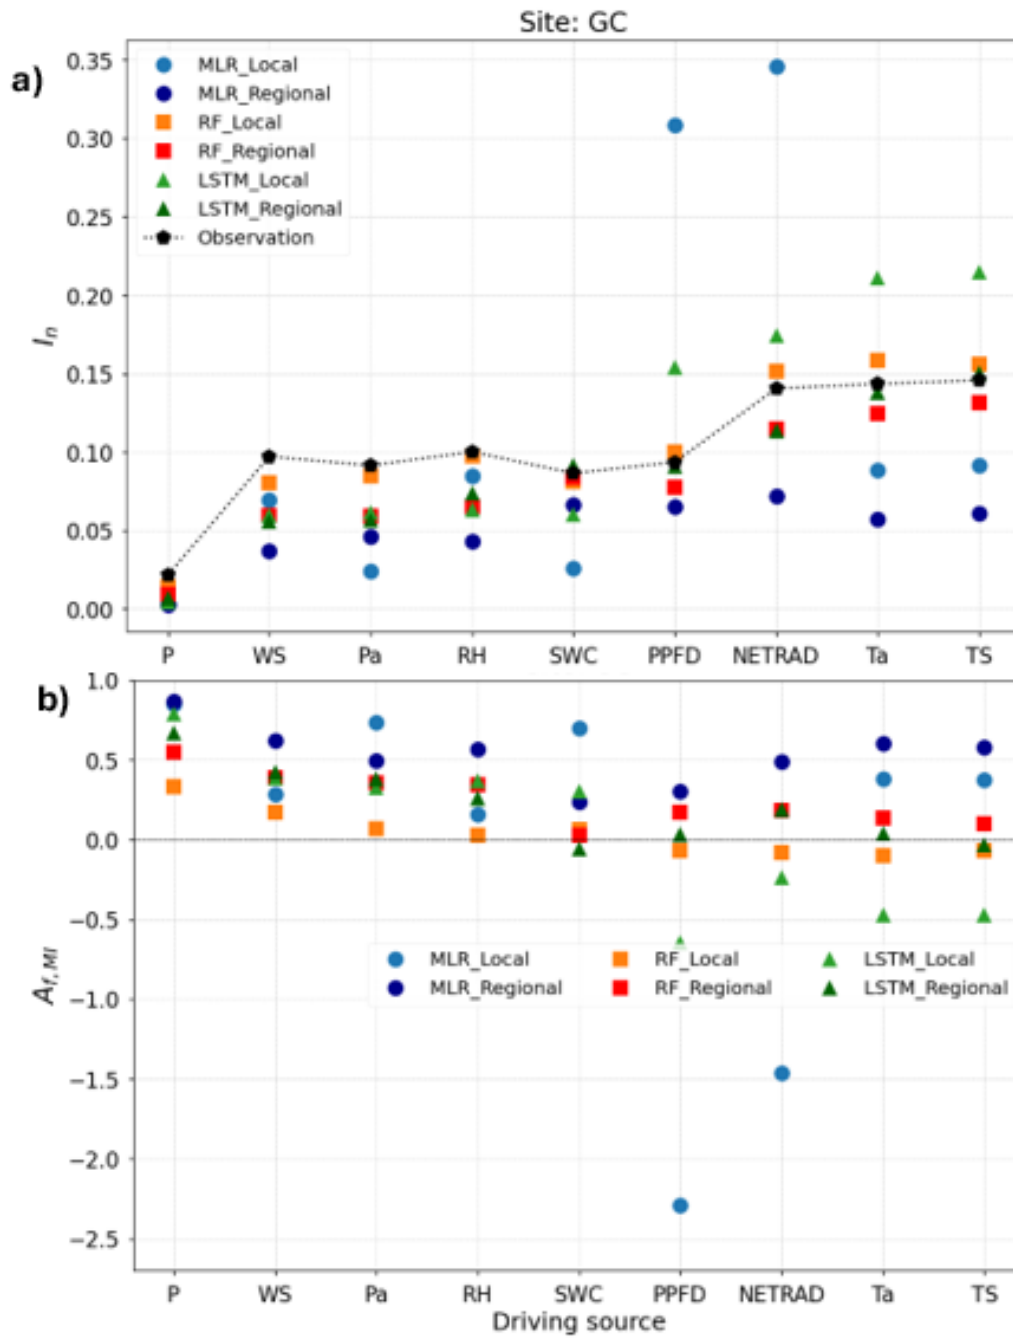 Site: GC
a)
0.35
0.30
0.25
0.20
0.15
0.10
0.05
0.00
I_n
MLR_Local
MLR_Regional
RF_Local
RF_Regional
LSTM_Local
LSTM_Regional
Observation
P WS Pa RH SWC PPFD NETRAD Ta TS
b)
1.0
0.5
0.0
−0.5
−1.0
−1.5
−2.0
−2.5
A_{f,MI}
MLR_Local RF_Local LSTM_Local
MLR_Regional RF_Regional LSTM_Regional
P WS Pa RH SWC PPFD NETRAD Ta TS
Driving source